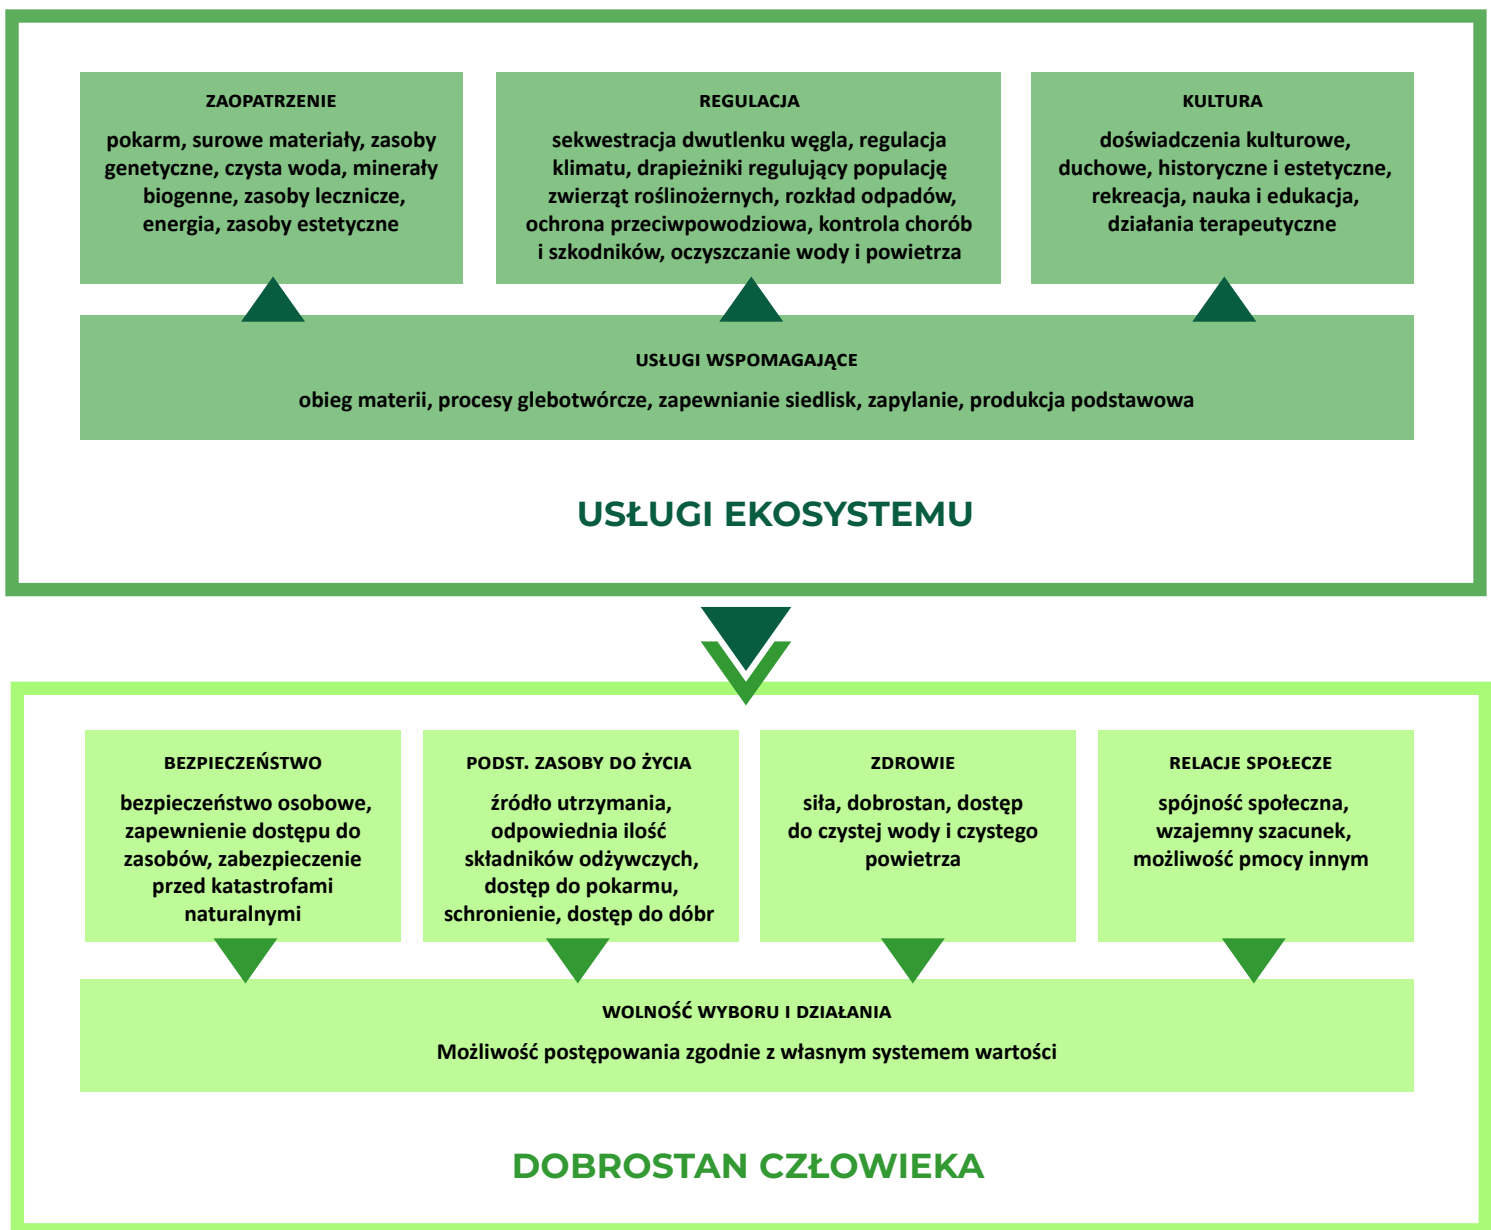 ZAOPATRZENIE
pokarm, surowe materiały, zasoby
genetyczne, czysta woda, minerały
biogenne, zasoby lecznicze,
energia, zasoby estetyczne
REGULACJA
sekwestracja dwutlenku węgla, regulacja
klimatu, drapieżniki regulujący populację
zwierząt roślinożernych, rozkład odpadów,
ochrona przeciwpowodziowa, kontrola chorób
i szkodników, oczyszczanie wody i powietrza
KULTURA
doświadczenia kulturowe,
duchowe, historyczne i estetyczne,
rekreacja, nauka i edukacja,
działania terapeutyczne
USŁUGI WSPOMAGAJĄCE
obieg materii, procesy glebotwórcze, zapewnianie siedlisk, zapylanie, produkcja podstawowa
USŁUGI EKOSYSTEMU
BEZPIECZEŃSTWO
bezpieczeństwo osobowe,
zapewnienie dostępu do
zasobów, zabezpieczenie
przed katastrofami
naturalnymi
PODST. ZASOBY DO ŻYCIA
źródło utrzymania,
odpowiednia ilość
składników odżywczych,
dostęp do pokarmu,
schronienie, dostęp do dóbr
ZDROWIE
siła, dobrostan, dostęp
do czystej wody i czystego
powietrza
RELACJE SPOŁECZE
spójność społeczna,
wzajemny szacunek,
możliwość pmocy innym
WOLNOŚĆ WYBORU I DZIAŁANIA
Możliwość postępowania zgodnie z własnym systemem wartości
DOBROSTAN CZŁOWIEKA